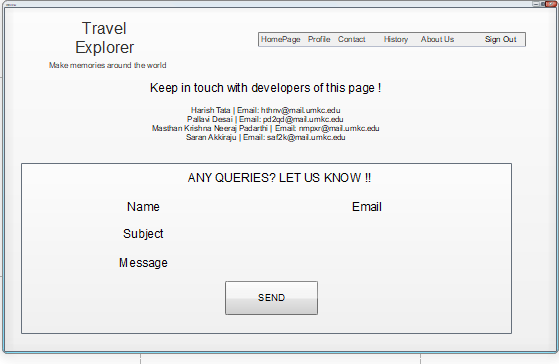 Travel
Explorer
Make memories around the world
HomePage Profile Contact History About Us Sign Out
Keep in touch with developers of this page !
Harish Tata | Email: hthnv@mail.umkc.edu
Pallavi Desai | Email: pd2qd@mail.umkc.edu
Masthan Krishna Neeraj Padarthi | Email: nmpxr@mail.umkc.edu
Saran Akkiraju | Email: saf2k@mail.umkc.edu
ANY QUERIES? LET US KNOW !!
Name Email
Subject
Message
SEND